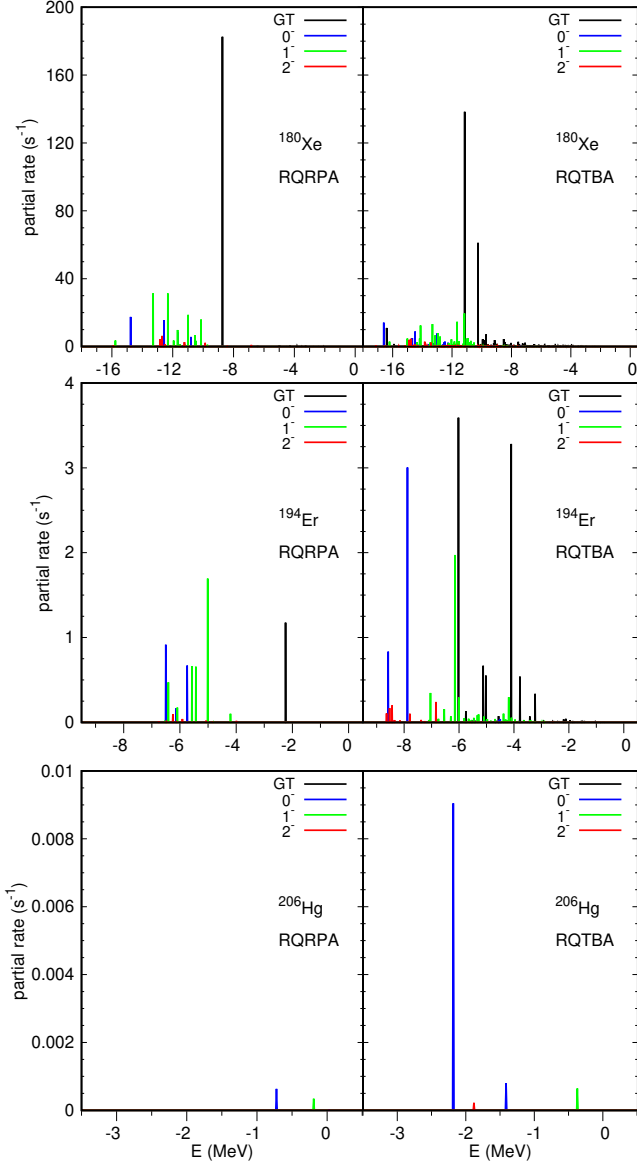 200
160
120
80
40
0
partial rate (s⁻¹)
GT
0⁻
1⁻
2⁻
¹⁸⁰Xe
RQRPA
-16 -12 -8 -4 0
GT
0⁻
1⁻
2⁻
¹⁸⁰Xe
RQTBA
-16 -12 -8 -4 0
4
3
2
1
0
partial rate (s⁻¹)
GT
0⁻
1⁻
2⁻
¹⁹⁴Er
RQRPA
-8 -6 -4 -2 0
GT
0⁻
1⁻
2⁻
¹⁹⁴Er
RQTBA
-8 -6 -4 -2 0
0.01
0.008
0.006
0.004
0.002
0
partial rate (s⁻¹)
GT
0⁻
1⁻
2⁻
²⁰⁶Hg
RQRPA
-3 -2 -1 0
E (MeV)
GT
0⁻
1⁻
2⁻
²⁰⁶Hg
RQTBA
-3 -2 -1 0
E (MeV)